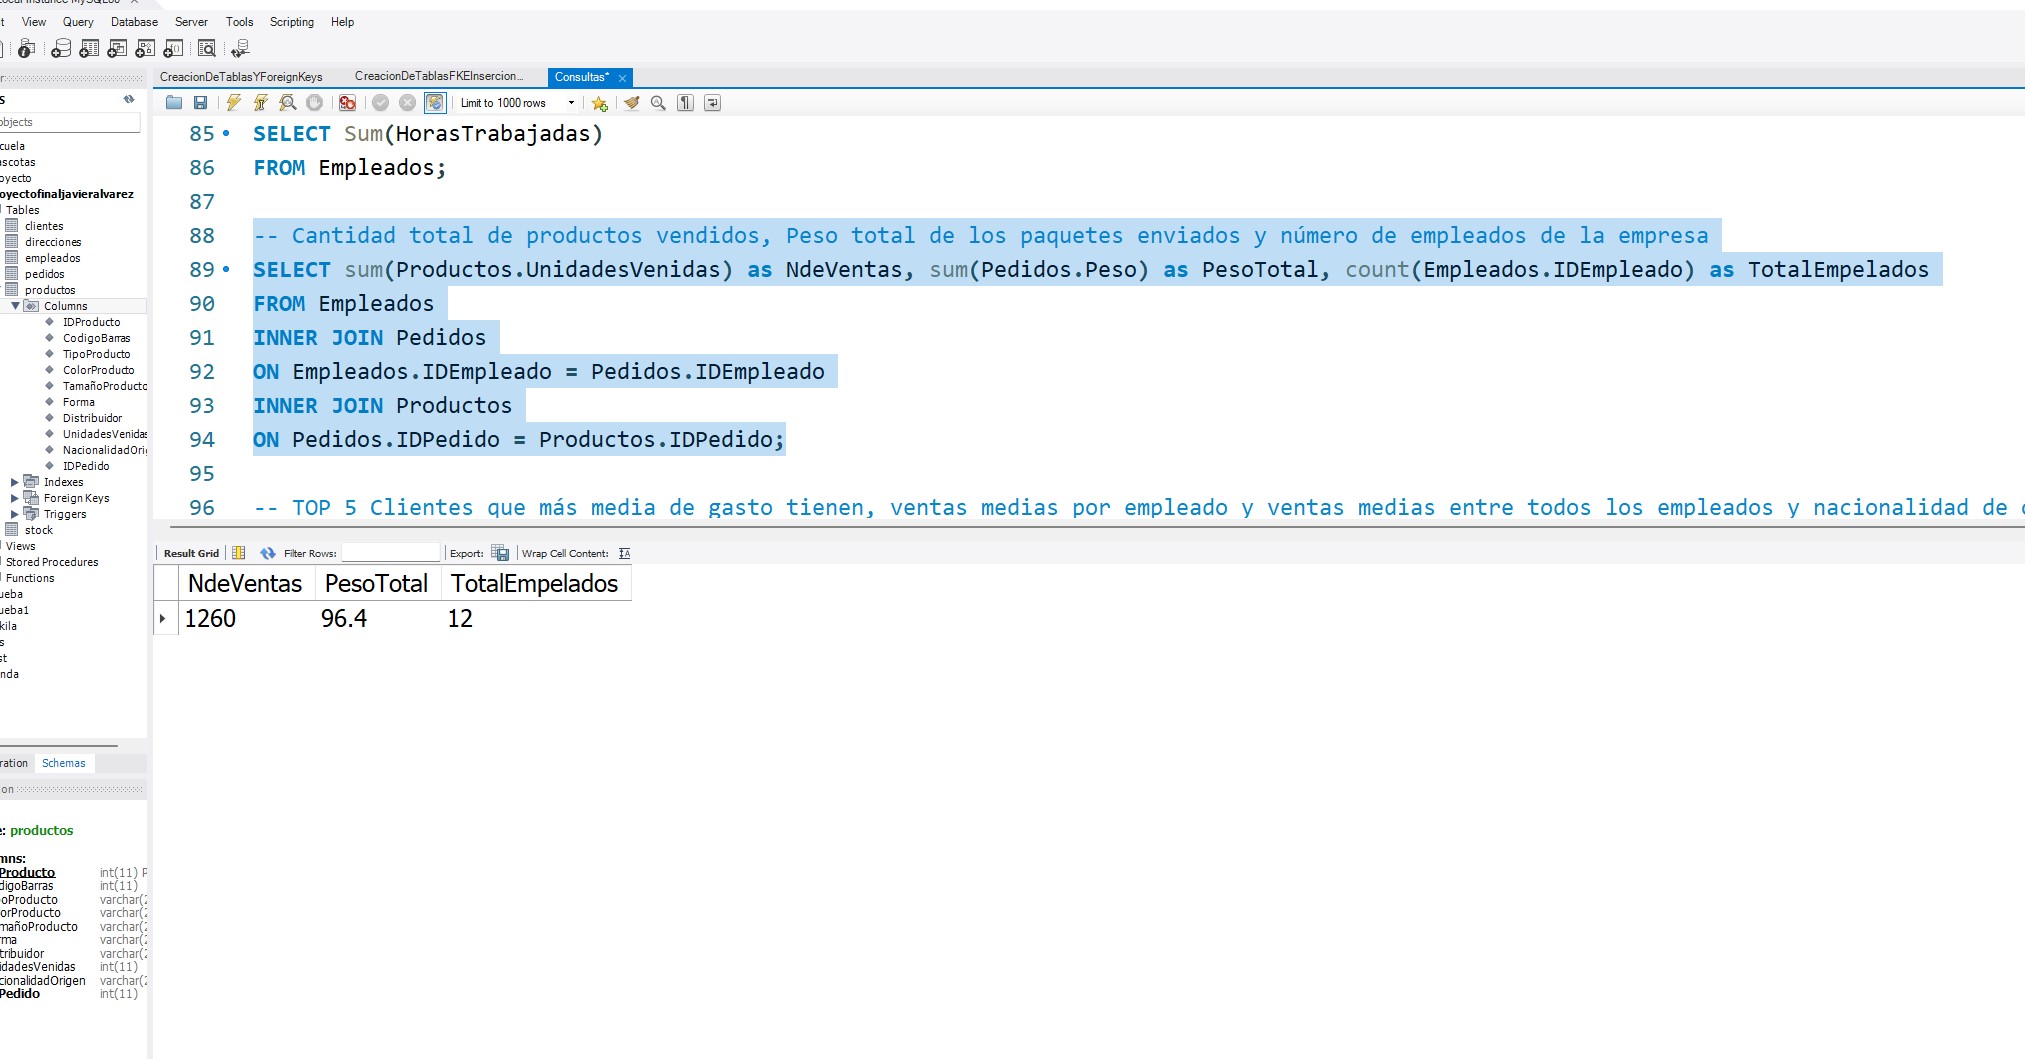 View Query Database Server Tools Scripting Help
CreacionDeTablasYForeignKeys CreacionDeTablasFKEInsercion... Consultas*
Limit to 1000 rows
objects
cuela
ascotas
oyecto
oyectofinaljavieralvarez
Tables
clientes
direcciones
empleados
pedidos
productos
Columns
IDProducto
CodigoBarras
TipoProducto
ColorProducto
TamañoProducto
Forma
Distribuidor
UnidadesVenidas
NacionalidadOri
IDPedido
Indexes
Foreign Keys
Triggers
stock
Views
Stored Procedures
Functions
ueba
ueba1
kila
s
st
nda
ration Schemas
on
e: productos
mns:
Producto int(11) P
digoBarras int(11)
oProducto varchar(2
orProducto varchar(2
mañoProducto varchar(2
rma varchar(2
tribuidor varchar(2
idadesVenidas int(11)
cionalidadOrigen varchar(2
Pedido int(11)
85 SELECT Sum(HorasTrabajadas)
86 FROM Empleados;
87
88 -- Cantidad total de productos vendidos, Peso total de los paquetes enviados y número de empleados de la empresa
89 SELECT sum(Productos.UnidadesVenidas) as NdeVentas, sum(Pedidos.Peso) as PesoTotal, count(Empleados.IDEmpleado) as TotalEmpelados
90 FROM Empleados
91 INNER JOIN Pedidos
92 ON Empleados.IDEmpleado = Pedidos.IDEmpleado
93 INNER JOIN Productos
94 ON Pedidos.IDPedido = Productos.IDPedido;
95
96 -- TOP 5 Clientes que más media de gasto tienen, ventas medias por empleado y ventas medias entre todos los empleados y nacionalidad de
Result Grid Filter Rows: Export: Wrap Cell Content:
NdeVentas PesoTotal TotalEmpelados
1260 96.4 12